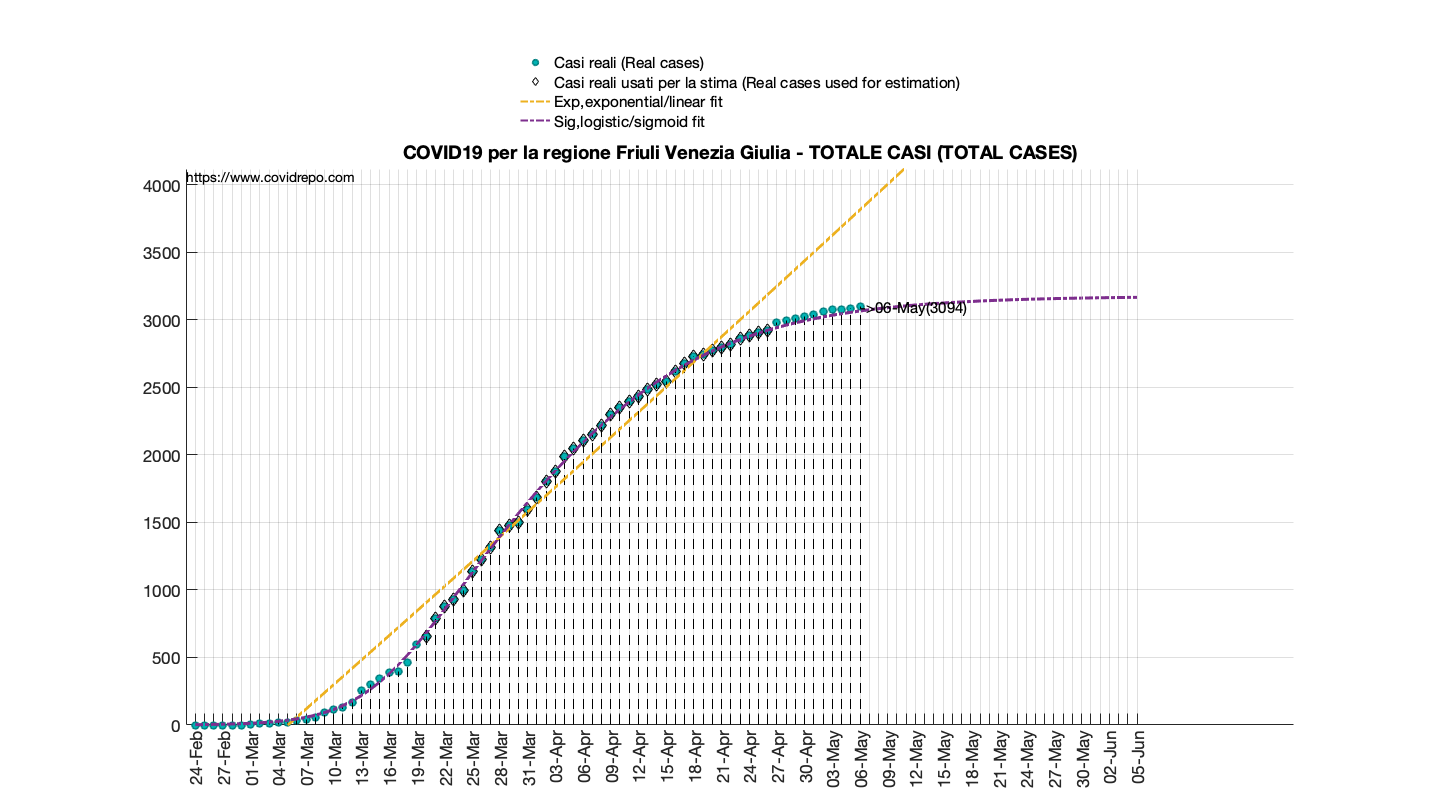 Casi reali (Real cases)
Casi reali usati per la stima (Real cases used for estimation)
Exp,exponential/linear fit
Sig,logistic/sigmoid fit
COVID19 per la regione Friuli Venezia Giulia - TOTALE CASI (TOTAL CASES)
https://www.covidrepo.com
4000
3500
3000
2500
2000
1500
1000
500
0
->06-May(3094)
24-Feb
27-Feb
01-Mar
04-Mar
07-Mar
10-Mar
13-Mar
16-Mar
19-Mar
22-Mar
25-Mar
28-Mar
31-Mar
03-Apr
06-Apr
09-Apr
12-Apr
15-Apr
18-Apr
21-Apr
24-Apr
27-Apr
30-Apr
03-May
06-May
09-May
12-May
15-May
18-May
21-May
24-May
27-May
30-May
02-Jun
05-Jun